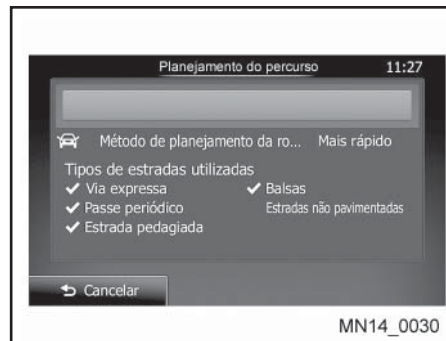 Planejamento do percurso 11:27
Método de planejamento da ro... Mais rápido
Tipos de estradas utilizadas
✔ Via expressa ✔ Balsas
✔ Passe periódico Estradas não pavimentadas
✔ Estrada pedagiada
Cancelar
MN14_0030